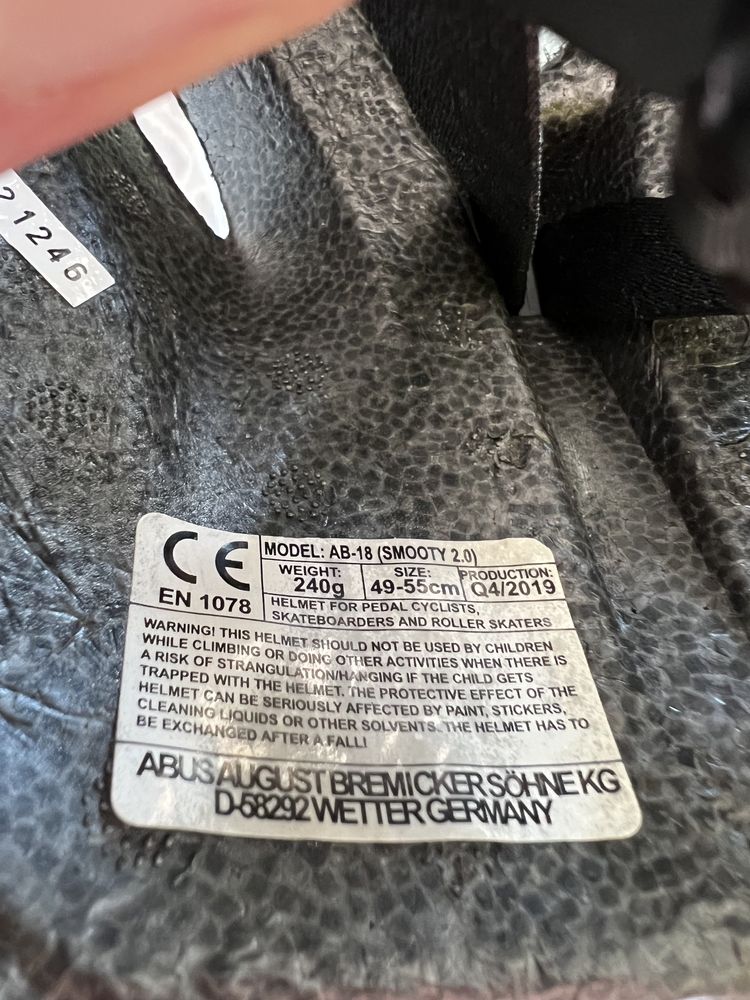 21246
CE
EN 1078
MODEL: AB-18 (SMOOTY 2.0)
WEIGHT:
240g
SIZE:
49-55cm
PRODUCTION:
Q4/2019
HELMET FOR PEDAL CYCLISTS,
SKATEBOARDERS AND ROLLER SKATERS
WARNING! THIS HELMET SHOULD NOT BE USED BY CHILDREN
WHILE CLIMBING OR DOING OTHER ACTIVITIES WHEN THERE IS
A RISK OF STRANGULATION/HANGING IF THE CHILD GETS
TRAPPED WITH THE HELMET. THE PROTECTIVE EFFECT OF THE
HELMET CAN BE SERIOUSLY AFFECTED BY PAINT, STICKERS,
CLEANING LIQUIDS OR OTHER SOLVENTS. THE HELMET HAS TO
BE EXCHANGED AFTER A FALL!
ABUS AUGUST BREMICKER SÖHNE KG
D-58292 WETTER GERMANY